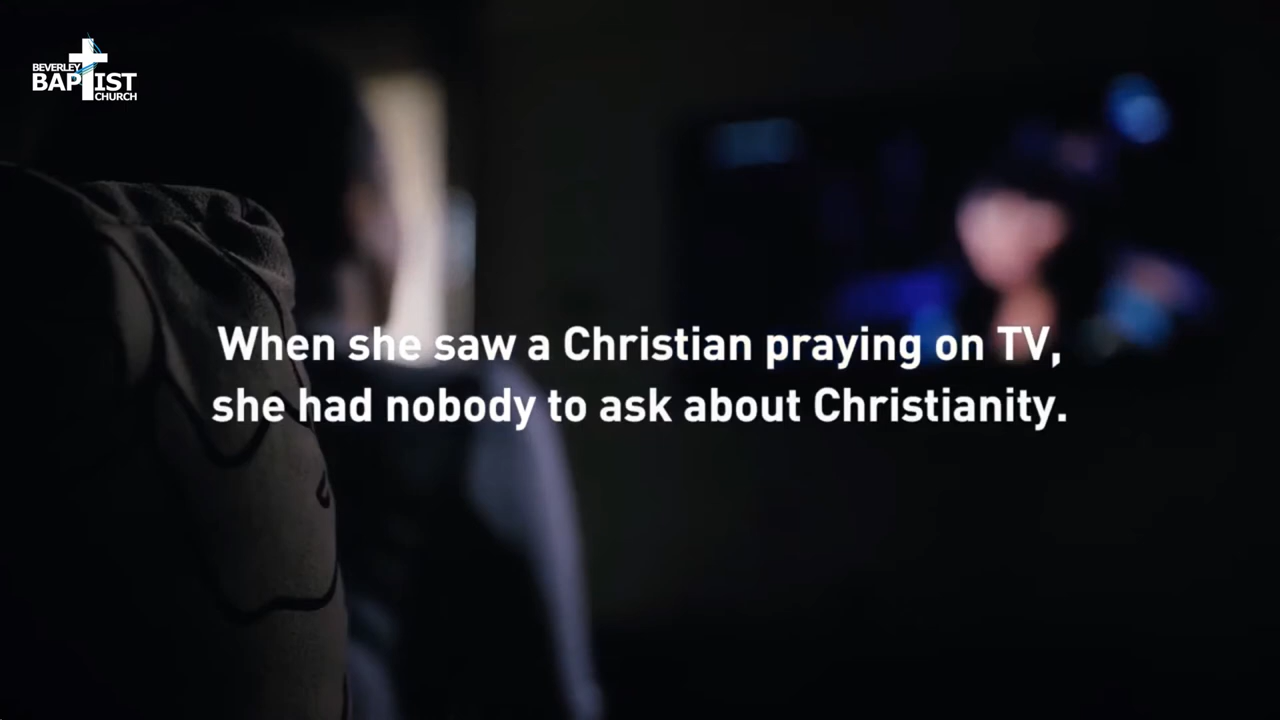 BEVERLEY
BAPTIST
CHURCH
When she saw a Christian praying on TV,
she had nobody to ask about Christianity.